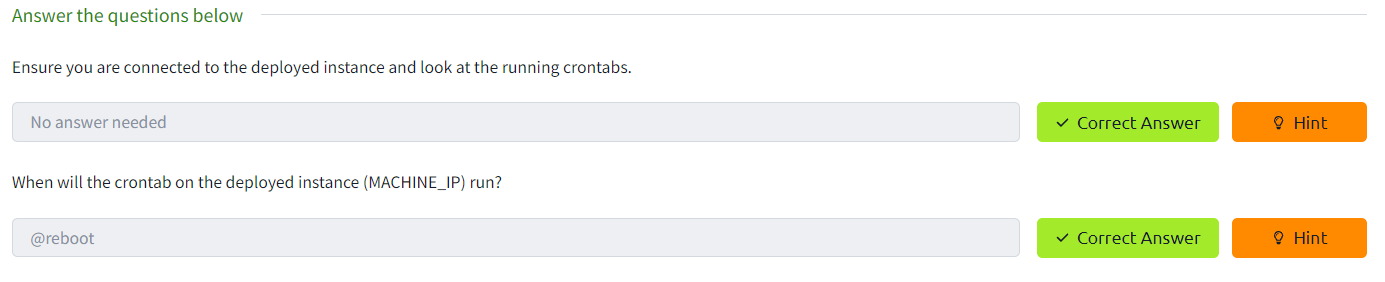 Answer the questions below
Ensure you are connected to the deployed instance and look at the running crontabs.
No answer needed
Correct Answer
Hint
When will the crontab on the deployed instance (MACHINE_IP) run?
@reboot
Correct Answer
Hint